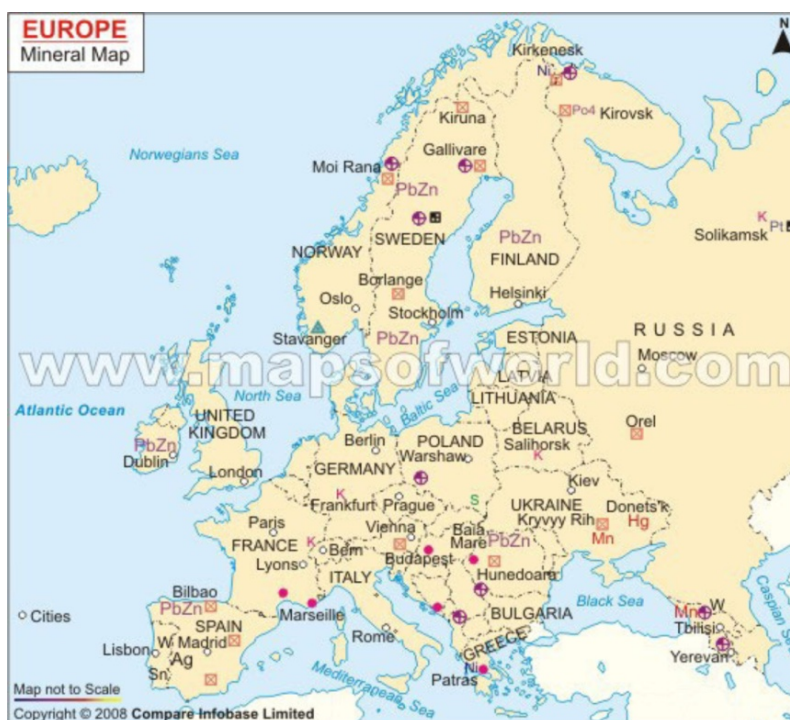 EUROPE
Mineral Map
N
Kirkenesk
Ni
Po4 Kirovsk
Kiruna
Norwegians Sea
Gallivare
Moi Rana
PbZn
K
Pt
Solikamsk
SWEDEN
PbZn
NORWAY
FINLAND
Borlange
Oslo
Helsinki
Stockholm
Stavanger
PbZn
ESTONIA
RUSSIA
www.mapsofworld.com
Moscow
LATVIA
North Sea
Baltic Sea
LITHUANIA
Atlantic Ocean
UNITED
KINGDOM
BELARUS
Orel
PbZn
Dublin
Berlin
POLAND
Salihorsk
Warshaw
K
London
GERMANY
Kiev
K
S
Frankfurt
Prague
UKRAINE
Donets'k
Kryvyy Rih
Hg
Paris
Vienna
Baia
Mare
PbZn
Mn
FRANCE
K
Bern
Budapest
Lyons
Hunedoara
ITALY
Bilbao
PbZn
Marseille
BULGARIA
Black Sea
Mn
W
Caspian Sea
Cities
SPAIN
Rome
Tbilisi
Lisbon
W
Madrid
GREECE
Ag
Yerevan
Sn
Ni
Patras
Mediterranean Sea
Map not to Scale
Copyright © 2008 Compare Infobase Limited